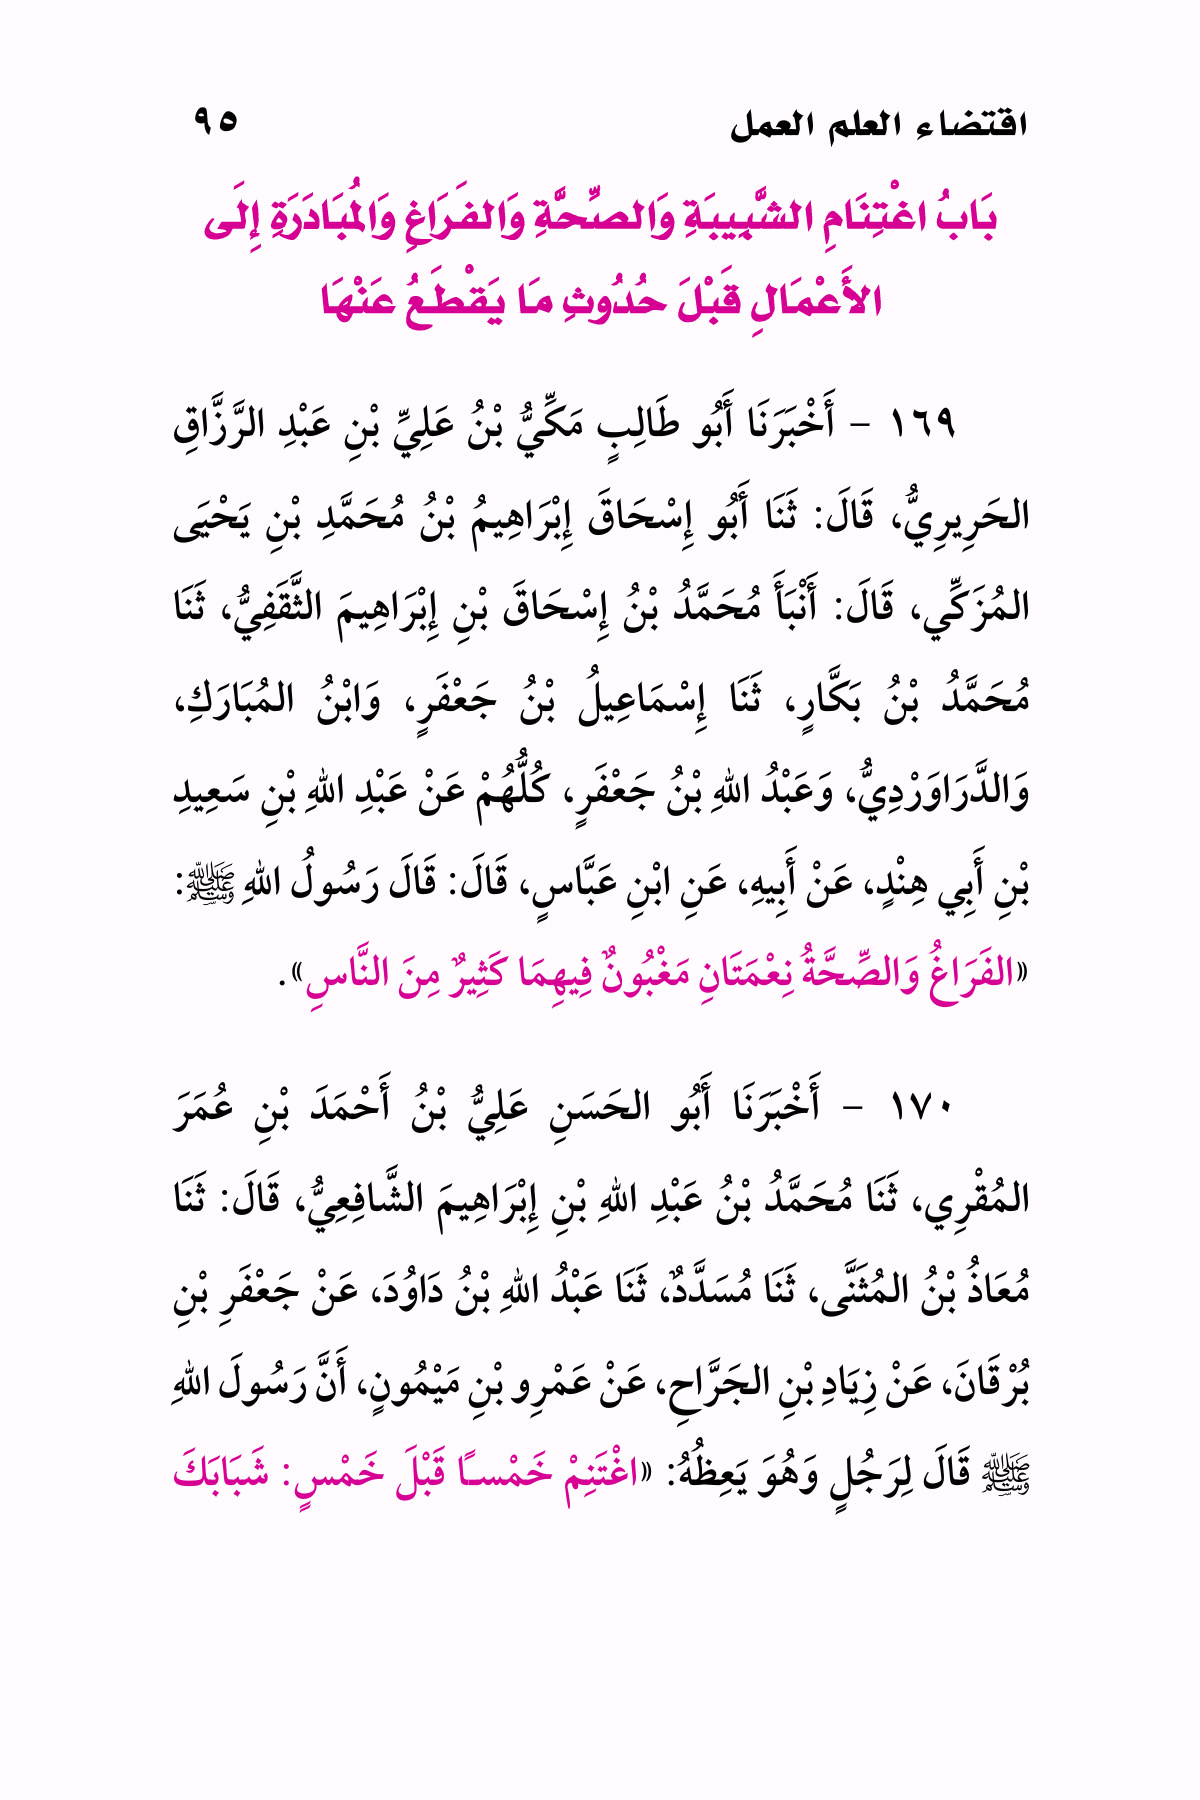 اقتضاء العلم العمل ٩٥
بَابُ اغْتِنَامِ الشَّبِيبَةِ وَالصِّحَّةِ وَالفَرَاغِ وَالمُبَادَرَةِ إِلَى
الأَعْمَالِ قَبْلَ حُدُوثِ مَا يَقْطَعُ عَنْهَا
١٦٩ - أَخْبَرَنَا أَبُو طَالِبٍ مَكِّيُّ بْنُ عَلِيِّ بْنِ عَبْدِ الرَّزَّاقِ
الحَرِيرِيُّ، قَالَ: ثَنَا أَبُو إِسْحَاقَ إِبْرَاهِيمُ بْنُ مُحَمَّدِ بْنِ يَحْيَى
المُزَكِّي، قَالَ: أَنْبَأَ مُحَمَّدُ بْنُ إِسْحَاقَ بْنِ إِبْرَاهِيمَ الثَّقَفِيُّ، ثَنَا
مُحَمَّدُ بْنُ بَكَّارٍ، ثَنَا إِسْمَاعِيلُ بْنُ جَعْفَرٍ، وَابْنُ المُبَارَكِ،
وَالدَّرَاوَرْدِيُّ، وَعَبْدُ اللهِ بْنُ جَعْفَرٍ، كُلُّهُمْ عَنْ عَبْدِ اللهِ بْنِ سَعِيدِ
بْنِ أَبِي هِنْدٍ، عَنْ أَبِيهِ، عَنِ ابْنِ عَبَّاسٍ، قَالَ: قَالَ رَسُولُ اللهِ ﷺ:
«الفَرَاغُ وَالصِّحَّةُ نِعْمَتَانِ مَغْبُونٌ فِيهِمَا كَثِيرٌ مِنَ النَّاسِ».
١٧٠ - أَخْبَرَنَا أَبُو الحَسَنِ عَلِيُّ بْنُ أَحْمَدَ بْنِ عُمَرَ
المُقْرِي، ثَنَا مُحَمَّدُ بْنُ عَبْدِ اللهِ بْنِ إِبْرَاهِيمَ الشَّافِعِيُّ، قَالَ: ثَنَا
مُعَاذُ بْنُ المُثَنَّى، ثَنَا مُسَدَّدٌ، ثَنَا عَبْدُ اللهِ بْنُ دَاوُدَ، عَنْ جَعْفَرِ بْنِ
بُرْقَانَ، عَنْ زِيَادِ بْنِ الجَرَّاحِ، عَنْ عَمْرِو بْنِ مَيْمُونٍ، أَنَّ رَسُولَ اللهِ
ﷺ قَالَ لِرَجُلٍ وَهُوَ يَعِظُهُ: «اغْتَنِمْ خَمْسًا قَبْلَ خَمْسٍ: شَبَابَكَ